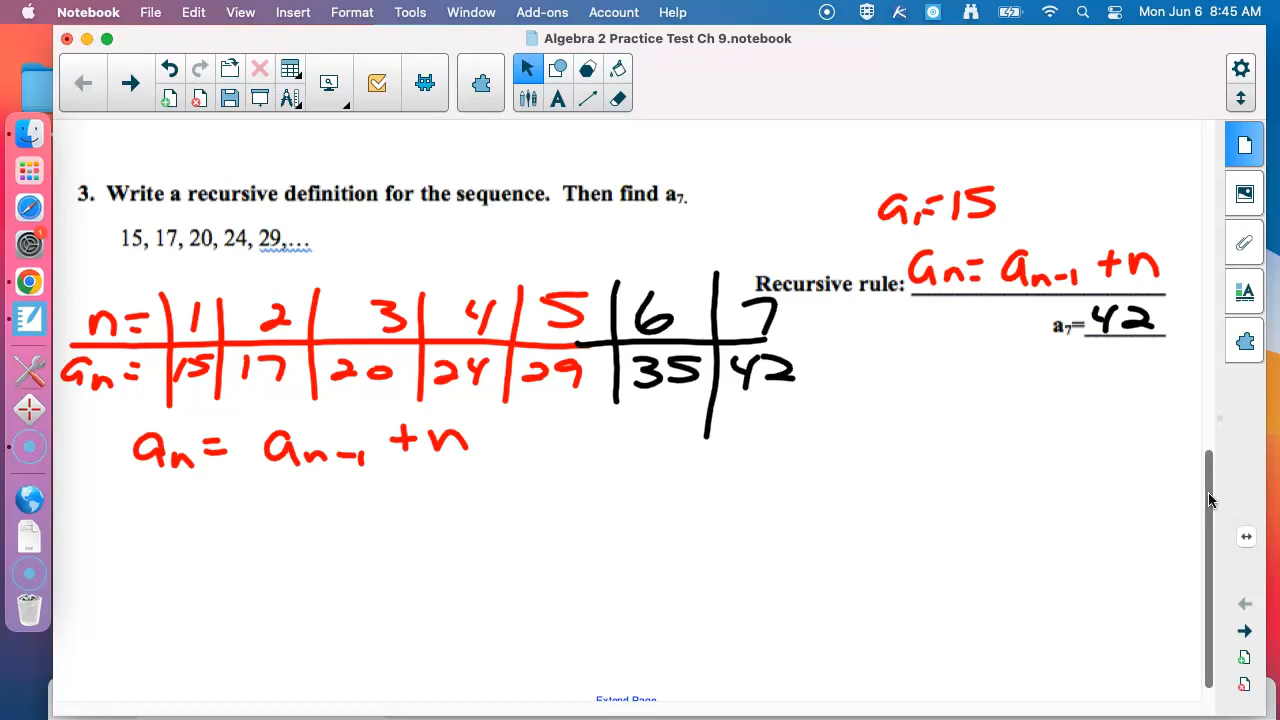 Notebook File Edit View Insert Format Tools Window Add-ons Account Help Mon Jun 6 8:45 AM
Algebra 2 Practice Test Ch 9.notebook
3. Write a recursive definition for the sequence. Then find a₇.
15, 17, 20, 24, 29,…
a₁=15
Recursive rule: aₙ= aₙ₋₁ +n
a₇= 42
n= 1 2 3 4 5 6 7
aₙ= 15 17 20 24 29 35 42
aₙ= aₙ₋₁ +n
Extend Page